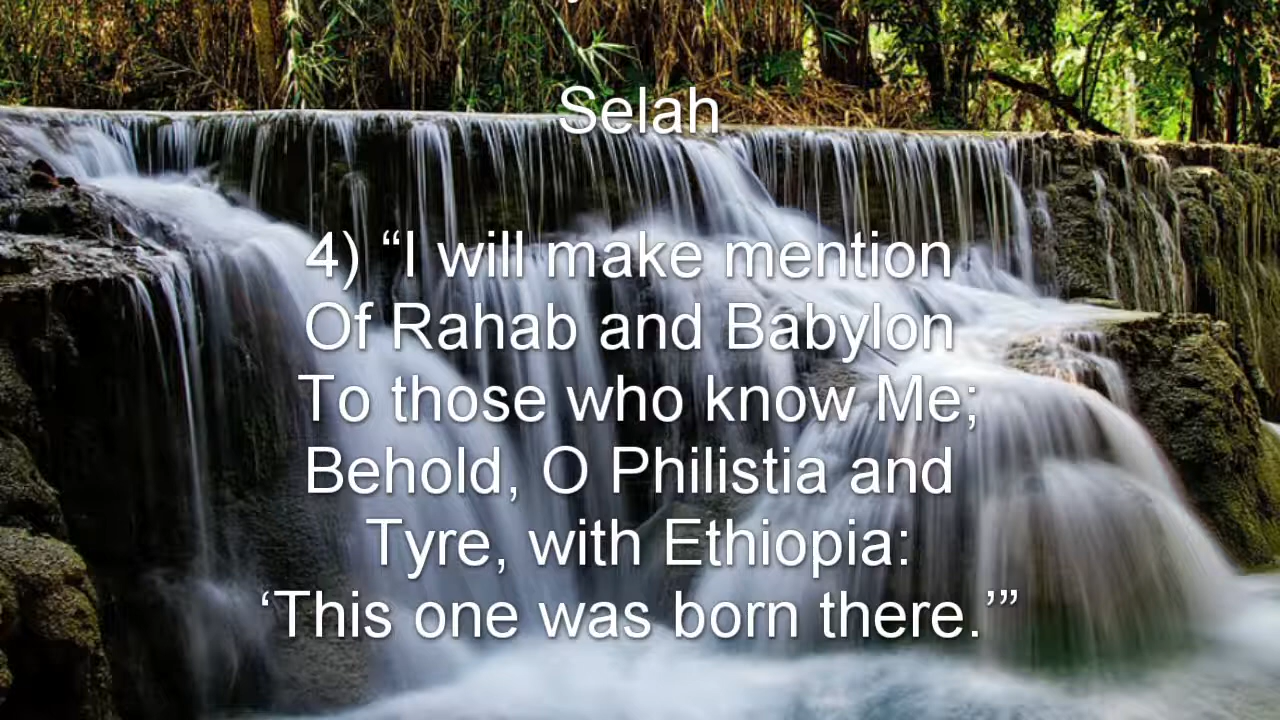 Selah
4) “I will make mention
Of Rahab and Babylon
To those who know Me;
Behold, O Philistia and
Tyre, with Ethiopia:
‘This one was born there.’”